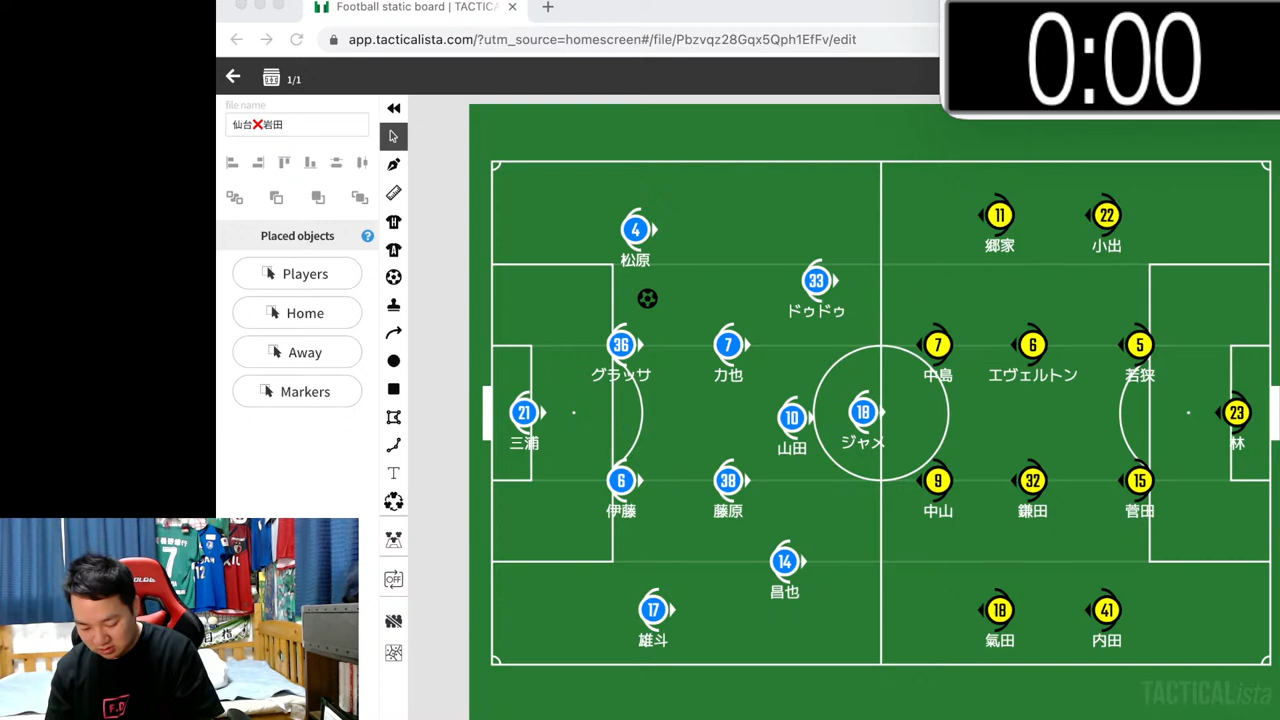 Football static board | TACTICA
app.tacticalista.com/?utm_source=homescreen#/file/Pbzvqz28Gqx5Qph1EfFv/edit
0:00
1/1
file name
仙台❌岩田
Placed objects
?
Players
Home
Away
Markers
H
A
T
OFF
4
松原
33
ドゥドゥ
11
郷家
22
小出
36
グラッサ
7
力也
7
中島
6
エヴェルトン
5
若狭
21
三浦
10
山田
18
ジャメ
23
林
6
伊藤
38
藤原
9
中山
32
鎌田
15
菅田
14
昌也
17
雄斗
18
氣田
41
内田
TACTICALista
7
12
F.D